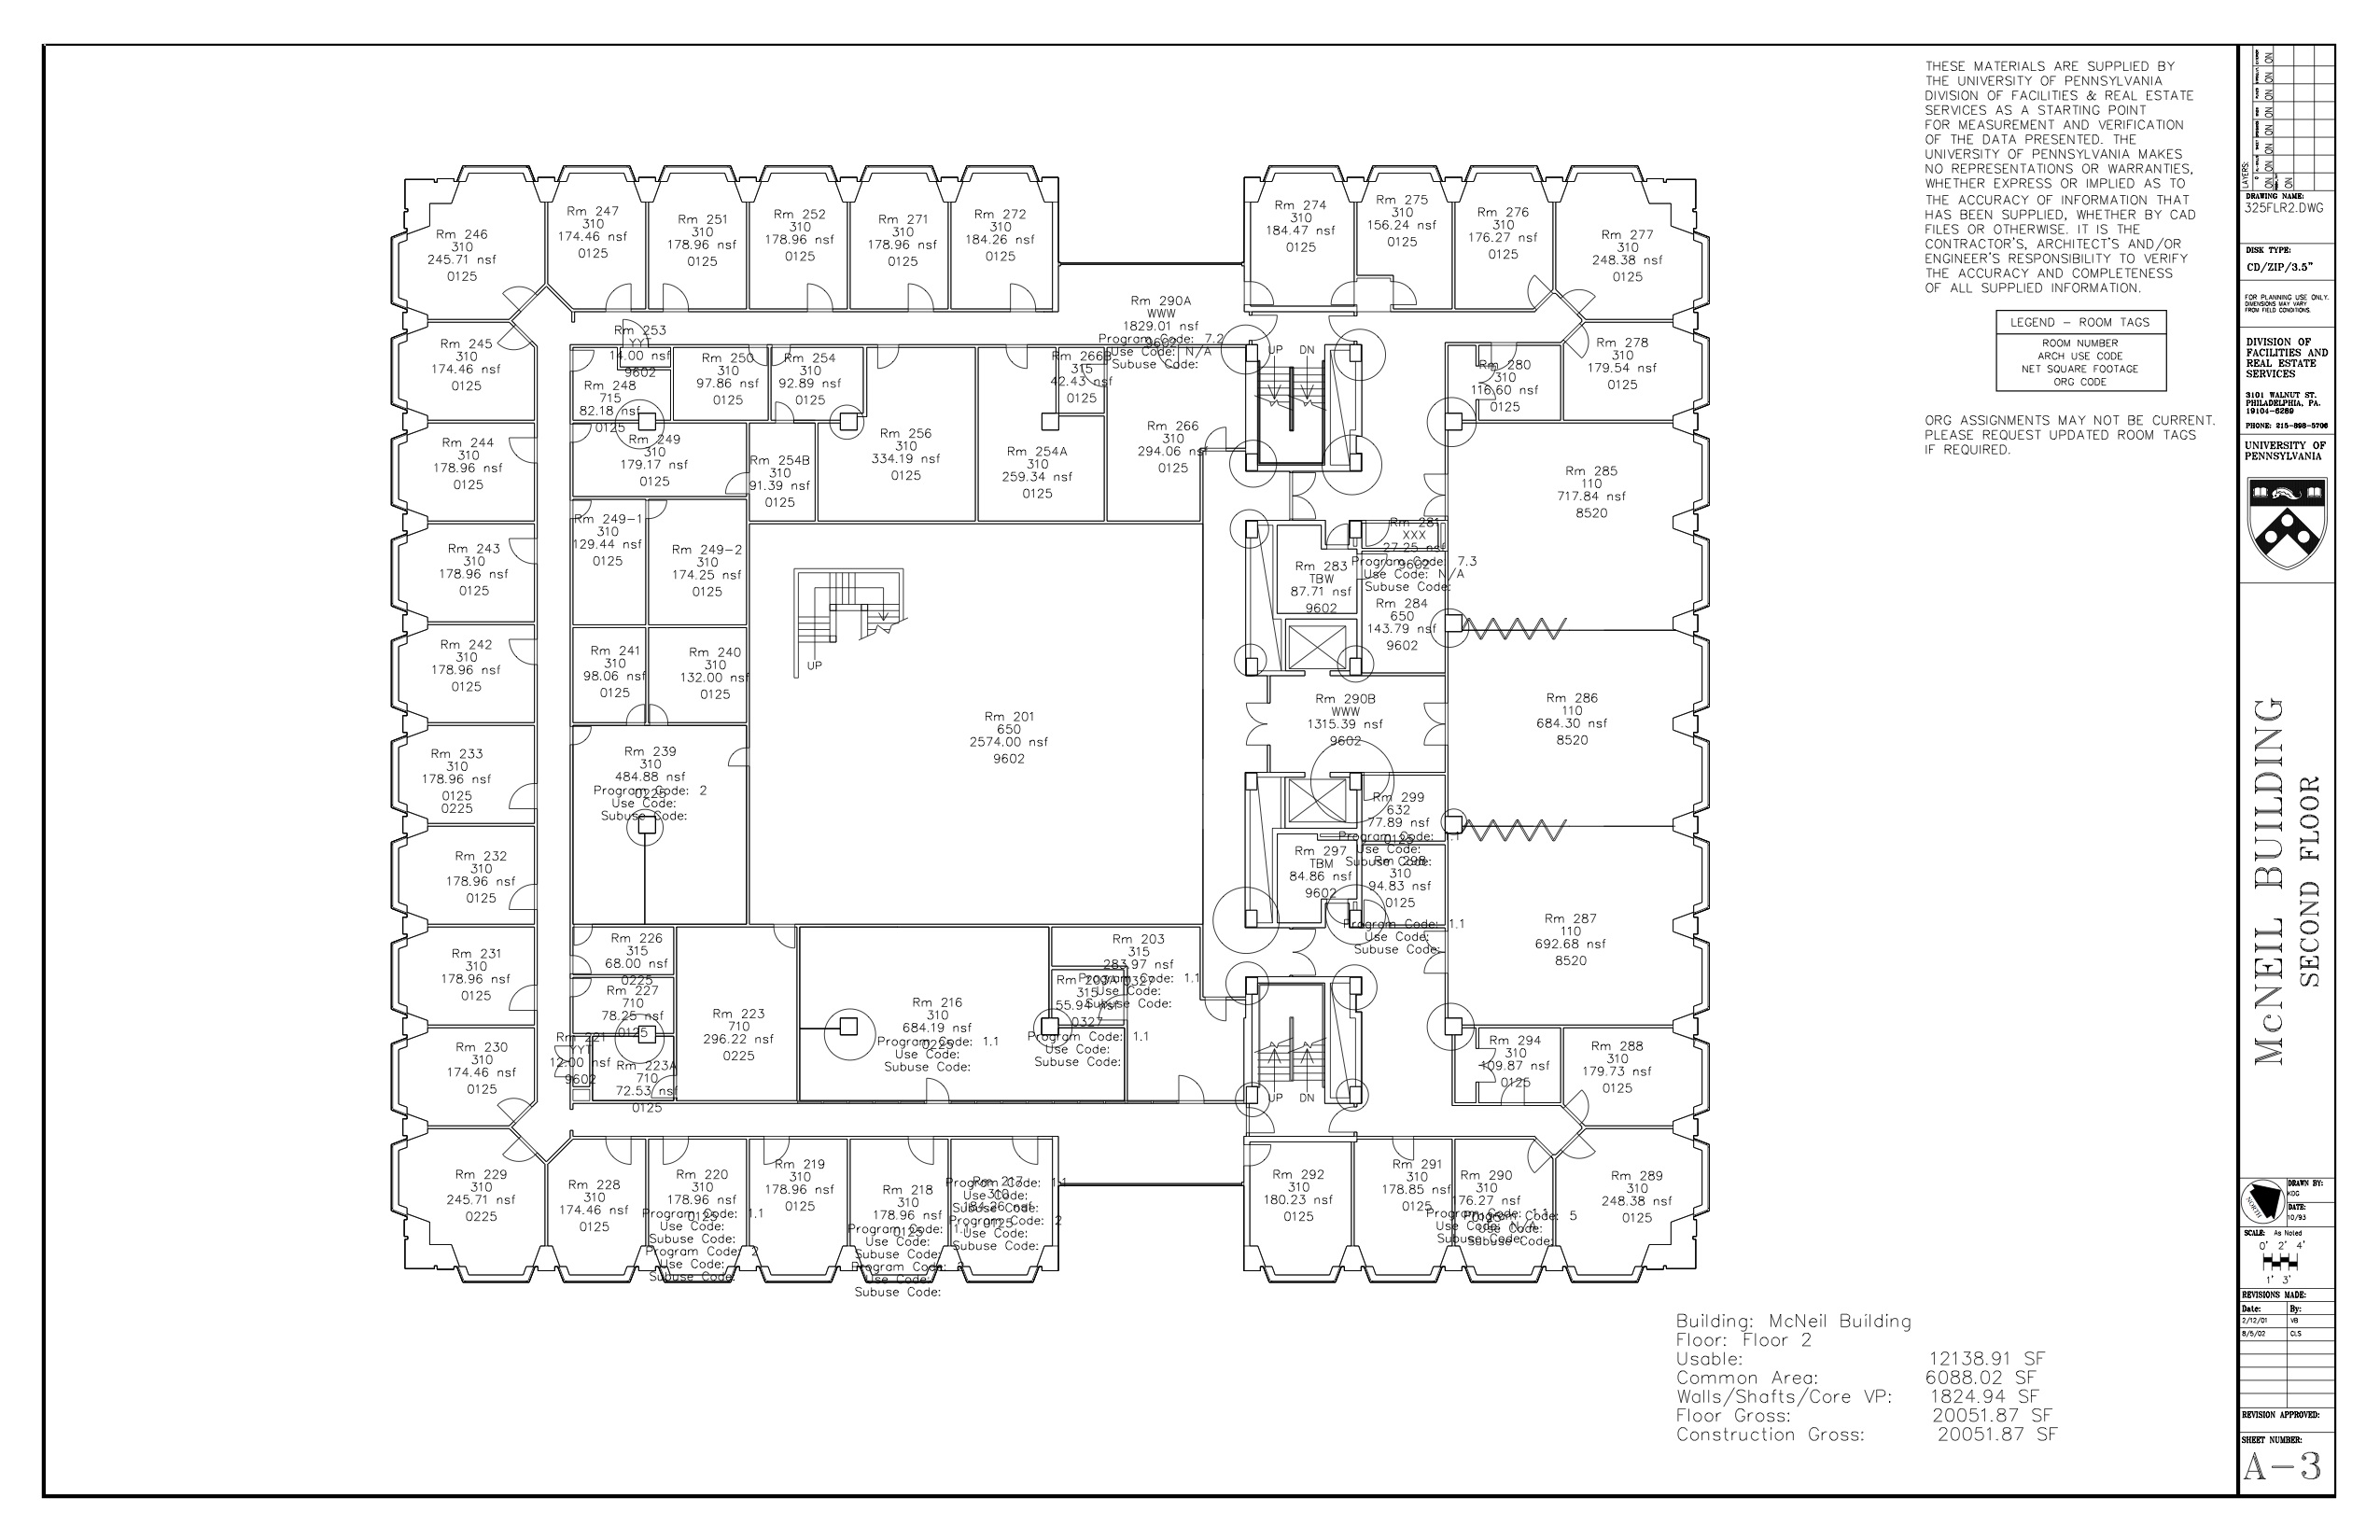 THESE MATERIALS ARE SUPPLIED BY
THE UNIVERSITY OF PENNSYLVANIA
DIVISION OF FACILITIES & REAL ESTATE
SERVICES AS A STARTING POINT
FOR MEASUREMENT AND VERIFICATION
OF THE DATA PRESENTED. THE
UNIVERSITY OF PENNSYLVANIA MAKES
NO REPRESENTATIONS OR WARRANTIES,
WHETHER EXPRESS OR IMPLIED AS TO
THE ACCURACY OF INFORMATION THAT
HAS BEEN SUPPLIED, WHETHER BY CAD
FILES OR OTHERWISE. IT IS THE
CONTRACTOR'S, ARCHITECT'S AND/OR
ENGINEER'S RESPONSIBILITY TO VERIFY
THE ACCURACY AND COMPLETENESS
OF ALL SUPPLIED INFORMATION.
LEGEND – ROOM TAGS
ROOM NUMBER
ARCH USE CODE
NET SQUARE FOOTAGE
ORG CODE
ORG ASSIGNMENTS MAY NOT BE CURRENT.
PLEASE REQUEST UPDATED ROOM TAGS
IF REQUIRED.
Rm 246
310
245.71 nsf
0125
Rm 247
310
174.46 nsf
0125
Rm 251
310
178.96 nsf
0125
Rm 252
310
178.96 nsf
0125
Rm 271
310
178.96 nsf
0125
Rm 272
310
184.26 nsf
0125
Rm 274
310
184.47 nsf
0125
Rm 275
310
156.24 nsf
0125
Rm 276
310
176.27 nsf
0125
Rm 277
310
248.38 nsf
0125
Rm 290A
WWW
1829.01 nsf
9602
Program Code: 7.2
Use Code: N/A
Subuse Code:
Rm 245
310
174.46 nsf
0125
Rm 253
YYT
14.00 nsf
9602
Rm 248
715
82.18 nsf
0125
Rm 250
310
97.86 nsf
0125
Rm 254
310
92.89 nsf
0125
Rm 266B
315
42.43 nsf
0125
UP
DN
Rm 280
310
116.60 nsf
0125
Rm 278
310
179.54 nsf
0125
Rm 244
310
178.96 nsf
0125
Rm 249
310
179.17 nsf
0125
Rm 254B
310
91.39 nsf
0125
Rm 256
310
334.19 nsf
0125
Rm 254A
310
259.34 nsf
0125
Rm 266
310
294.06 nsf
0125
Rm 285
110
717.84 nsf
8520
Rm 243
310
178.96 nsf
0125
Rm 249-1
310
129.44 nsf
0125
Rm 249-2
310
174.25 nsf
0125
Rm 281
XXX
27.25 nsf
9602
Program Code: 7.3
Use Code: N/A
Subuse Code:
Rm 283
TBW
87.71 nsf
9602
Rm 284
650
143.79 nsf
9602
Rm 242
310
178.96 nsf
0125
Rm 241
310
98.06 nsf
0125
Rm 240
310
132.00 nsf
0125
UP
Rm 201
650
2574.00 nsf
9602
Rm 290B
WWW
1315.39 nsf
9602
Rm 286
110
684.30 nsf
8520
Rm 233
310
178.96 nsf
0125
0225
Rm 239
310
484.88 nsf
0225
Program Code: 2
Use Code:
Subuse Code:
Rm 299
632
77.89 nsf
0125
Program Code: 1.1
Use Code:
Subuse Code:
Rm 297
TBM
84.86 nsf
9602
Rm 298
310
94.83 nsf
0125
Program Code: 1.1
Use Code:
Subuse Code:
Rm 232
310
178.96 nsf
0125
Rm 287
110
692.68 nsf
8520
Rm 231
310
178.96 nsf
0125
Rm 226
315
68.00 nsf
0225
Rm 227
710
78.25 nsf
0125
Rm 203
315
283.97 nsf
0327
Program Code: 1.1
Use Code:
Subuse Code:
Rm 203A
315
55.94 nsf
0327
Program Code: 1.1
Use Code:
Subuse Code:
Rm 216
310
684.19 nsf
0225
Program Code: 1.1
Use Code:
Subuse Code:
Rm 223
710
296.22 nsf
0225
Rm 230
310
174.46 nsf
0125
Rm 221
YYT
12.00 nsf
9602
Rm 223A
710
72.53 nsf
0125
UP
DN
Rm 294
310
109.87 nsf
0125
Rm 288
310
179.73 nsf
0125
Rm 229
310
245.71 nsf
0225
Rm 228
310
174.46 nsf
0125
Rm 220
310
178.96 nsf
0125
Program Code: 1.1
Use Code:
Subuse Code:
Program Code: 2
Use Code:
Subuse Code:
Rm 219
310
178.96 nsf
0125
Rm 218
310
178.96 nsf
0125
Program Code: 1.1
Use Code:
Subuse Code:
Program Code: 2
Use Code:
Subuse Code:
Rm 217
310
184.26 nsf
0125
Program Code: 1.1
Use Code:
Subuse Code:
Program Code: 2
Use Code:
Subuse Code:
Rm 292
310
180.23 nsf
0125
Rm 291
310
178.85 nsf
0125
Program Code: 1.1
Use Code: N/A
Subuse Code:
Rm 290
310
176.27 nsf
0125
Program Code: 5
Use Code:
Subuse Code:
Rm 289
310
248.38 nsf
0125
Building: McNeil Building
Floor: Floor 2
Usable: 12138.91 SF
Common Area: 6088.02 SF
Walls/Shafts/Core VP: 1824.94 SF
Floor Gross: 20051.87 SF
Construction Gross: 20051.87 SF
LAYERS:
ON ON ON ON ON ON
ON
DRAWING NAME:
325FLR2.DWG
DISK TYPE:
CD/ZIP/3.5"
FOR PLANNING USE ONLY.
DIMENSIONS MAY VARY
FROM FIELD CONDITIONS.
DIVISION OF
FACILITIES AND
REAL ESTATE
SERVICES
3101 WALNUT ST.
PHILADELPHIA, PA.
19104-6289
PHONE: 215-898-5706
UNIVERSITY OF
PENNSYLVANIA
McNEIL BUILDING
SECOND FLOOR
NORTH
DRAWN BY:
KDG
DATE:
10/93
SCALE: As Noted
0' 2' 4'
1' 3'
REVISIONS MADE:
Date: By:
2/12/01 VB
8/5/02 CLS
REVISION APPROVED:
SHEET NUMBER:
A-3